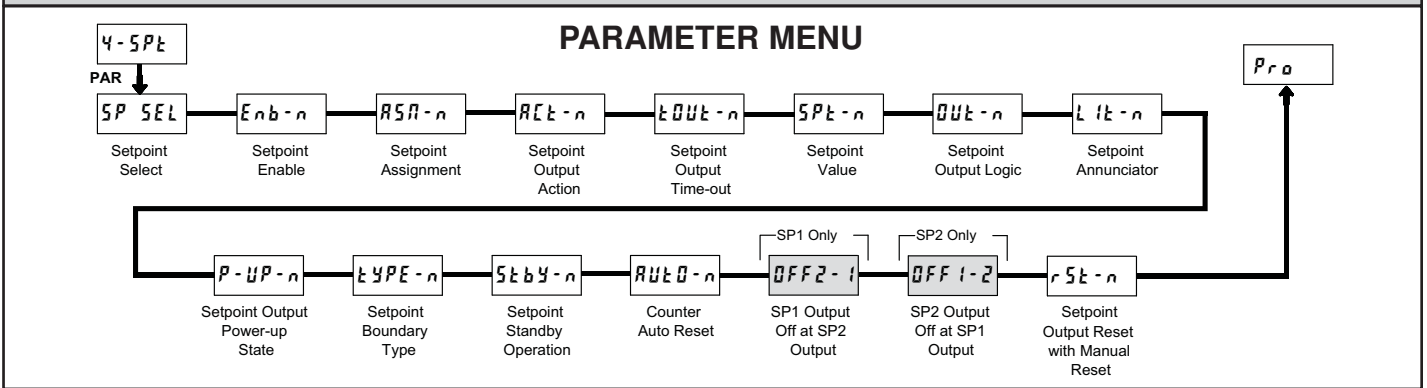 PARAMETER MENU
4-SPt
Pro
PAR
SP SEL
Enb-n
ASN-n
ACt-n
tOUt-n
SPt-n
OUt-n
LIt-n
Setpoint
Select
Setpoint
Enable
Setpoint
Assignment
Setpoint
Output
Action
Setpoint
Output
Time-out
Setpoint
Value
Setpoint
Output Logic
Setpoint
Annunciator
SP1 Only
SP2 Only
P-UP-n
tYPE-n
StbY-n
AUtO-n
OFF2-1
OFF1-2
rSt-n
Setpoint Output
Power-up
State
Setpoint
Boundary
Type
Setpoint
Standby
Operation
Counter
Auto Reset
SP1 Output
Off at SP2
Output
SP2 Output
Off at SP1
Output
Setpoint
Output Reset
with Manual
Reset